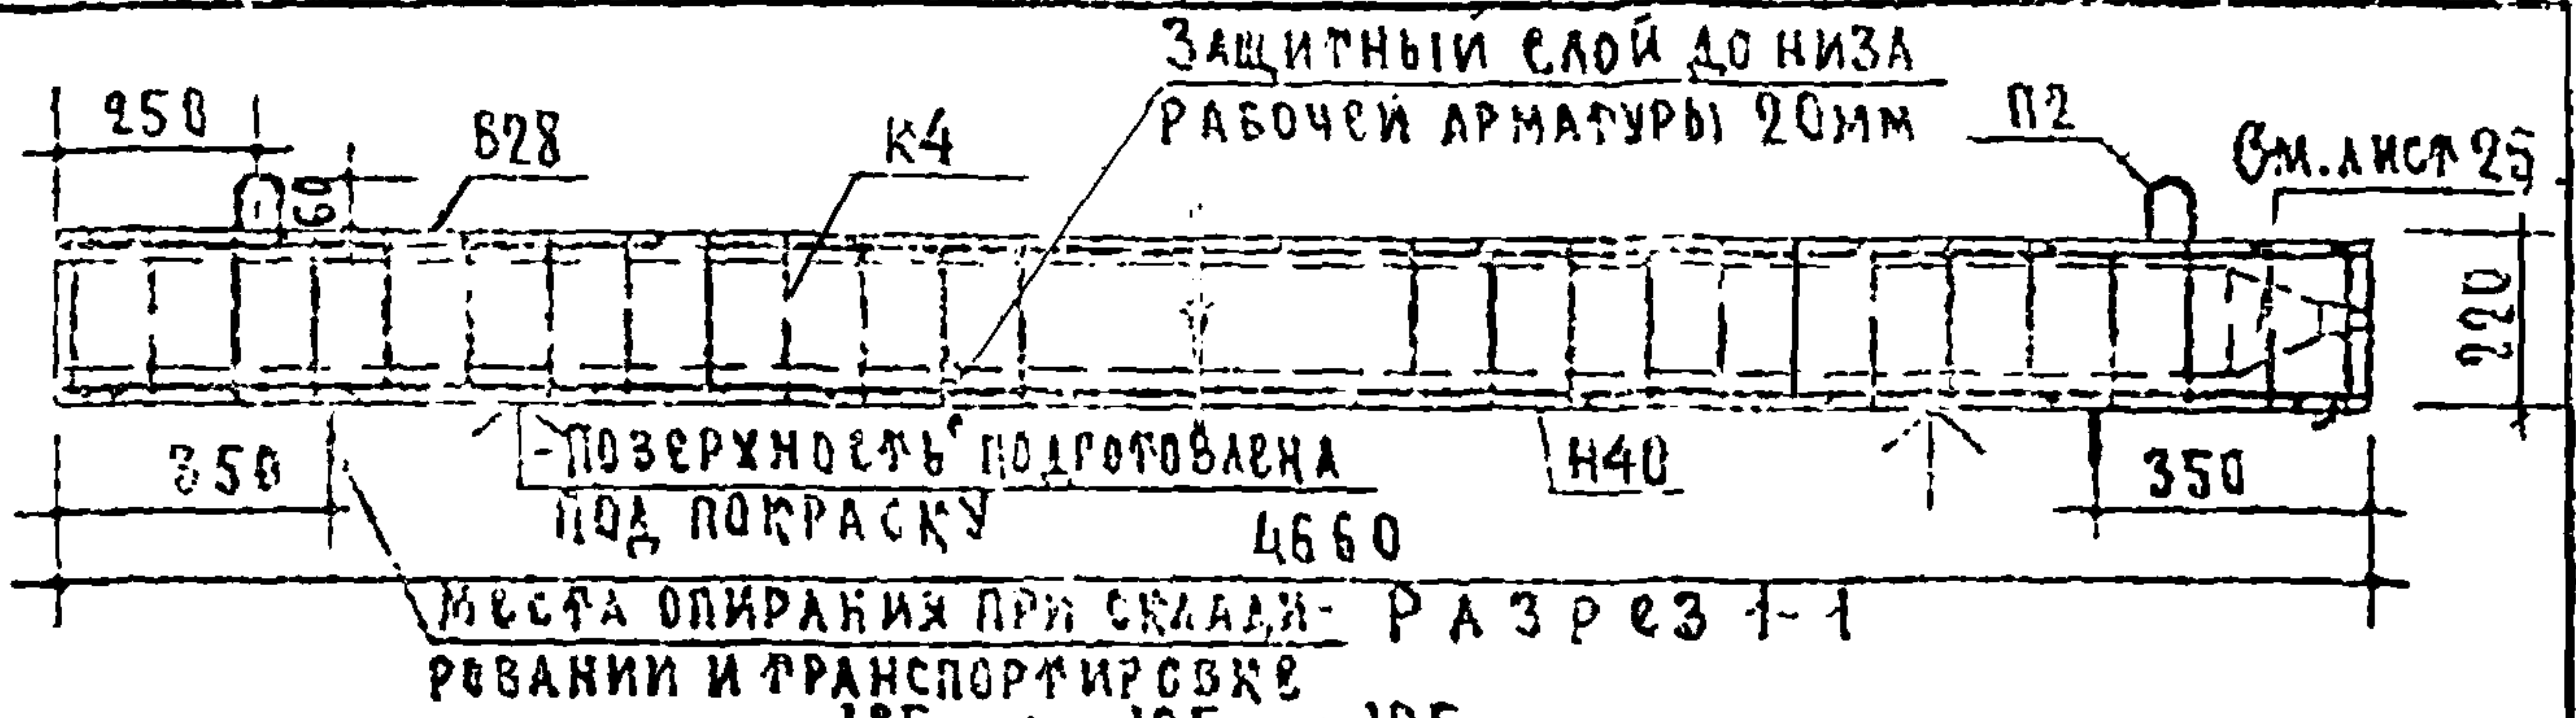 Защитный слой до низа
рабочей арматуры 20мм
250
В28
К4
П2
См. лист 25
60
220
Поверхность подготовлена
под покраску
Н40
350
350
4660
Места опирания при склади-
ровании и транспортировке
Разрез 1-1